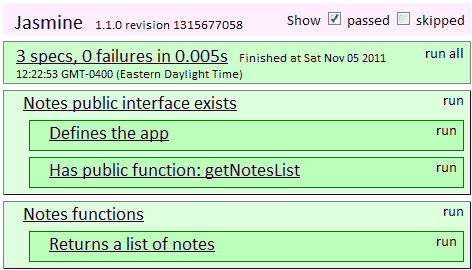 Jasmine 1.1.0 revision 1315677058 Show passed skipped
3 specs, 0 failures in 0.005s Finished at Sat Nov 05 2011 run all
12:22:53 GMT-0400 (Eastern Daylight Time)
Notes public interface exists run
Defines the app run
Has public function: getNotesList run
Notes functions run
Returns a list of notes run